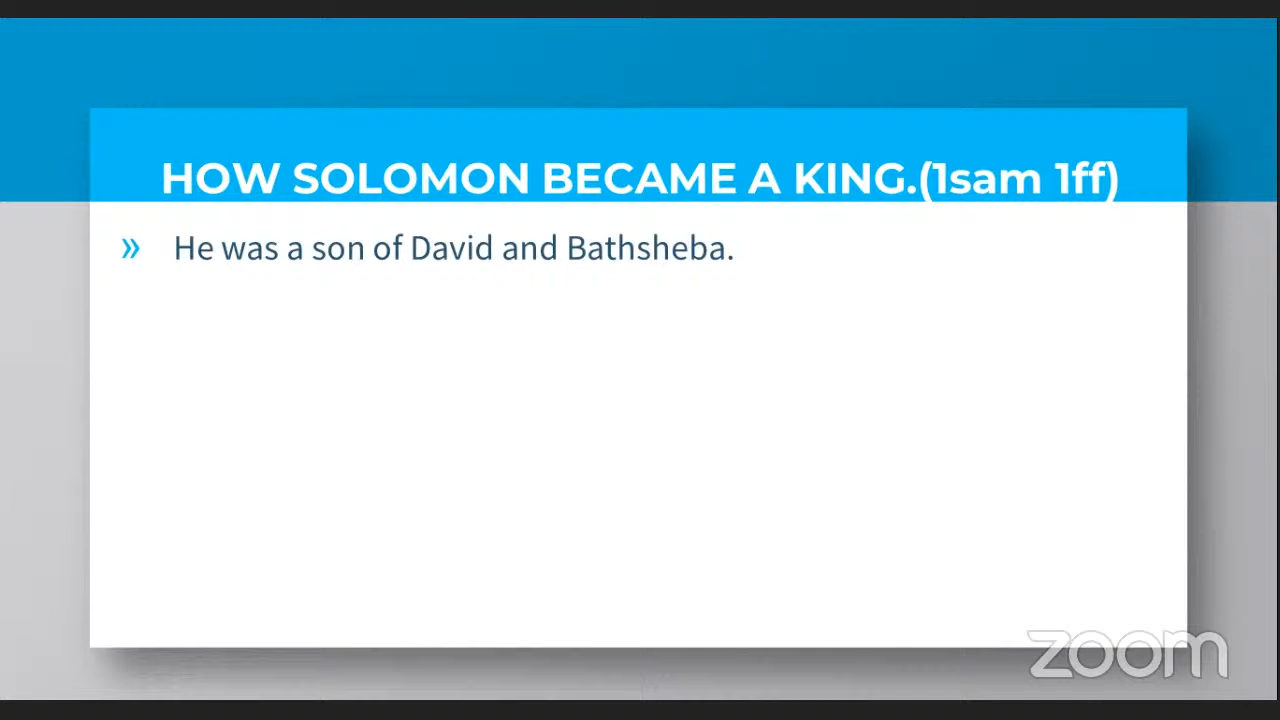 HOW SOLOMON BECAME A KING.(1sam 1ff)
» He was a son of David and Bathsheba.
zoom